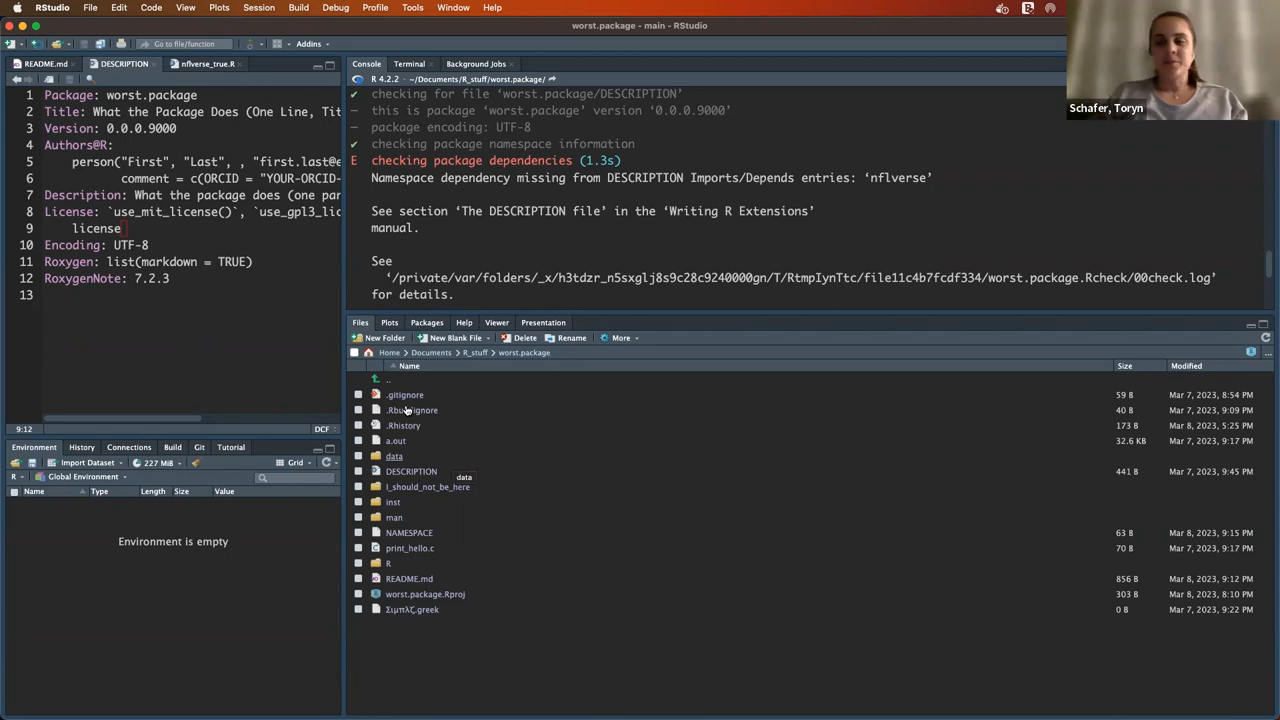 RStudio File Edit Code View Plots Session Build Debug Profile Tools Window Help
worst.package - main - RStudio
Go to file/function Addins
README.md DESCRIPTION nflverse_true.R
1 Package: worst.package
2 Title: What the Package Does (One Line, Tit
3 Version: 0.0.0.9000
4 Authors@R:
5 person("First", "Last", , "first.last@e
6 comment = c(ORCID = "YOUR-ORCID-
7 Description: What the package does (one par
8 License: `use_mit_license()`, `use_gpl3_lic
9 license
10 Encoding: UTF-8
11 Roxygen: list(markdown = TRUE)
12 RoxygenNote: 7.2.3
13
9:12 DCF
Console Terminal Background Jobs
R 4.2.2 · ~/Documents/R_stuff/worst.package/
✔ checking for file ‘worst.package/DESCRIPTION’
─ this is package ‘worst.package’ version ‘0.0.0.9000’
─ package encoding: UTF-8
✔ checking package namespace information
E checking package dependencies (1.3s)
Namespace dependency missing from DESCRIPTION Imports/Depends entries: ‘nflverse’
See section ‘The DESCRIPTION file’ in the ‘Writing R Extensions’
manual.
See
‘/private/var/folders/_x/h3tdzr_n5sxglj8s9c28c9240000gn/T/RtmpIynTtc/file11c4b7fcdf334/worst.package.Rcheck/00check.log’
for details.
Schafer, Toryn
Environment History Connections Build Git Tutorial
Import Dataset 227 MiB Grid
R Global Environment
Name Type Length Size Value
Environment is empty
Files Plots Packages Help Viewer Presentation
New Folder New Blank File Delete Rename More
Home Documents R_stuff worst.package
Name Size Modified
..
.gitignore 59 B Mar 7, 2023, 8:54 PM
.Rbuildignore 40 B Mar 7, 2023, 9:09 PM
.Rhistory 173 B Mar 8, 2023, 5:25 PM
a.out 32.6 KB Mar 7, 2023, 9:17 PM
data
DESCRIPTION 441 B Mar 7, 2023, 9:45 PM
data
I_should_not_be_here
inst
man
NAMESPACE 63 B Mar 8, 2023, 9:15 PM
print_hello.c 70 B Mar 7, 2023, 9:17 PM
R
README.md 856 B Mar 8, 2023, 9:12 PM
worst.package.Rproj 303 B Mar 8, 2023, 8:10 PM
Σιμπλζ.greek 0 B Mar 7, 2023, 9:22 PM